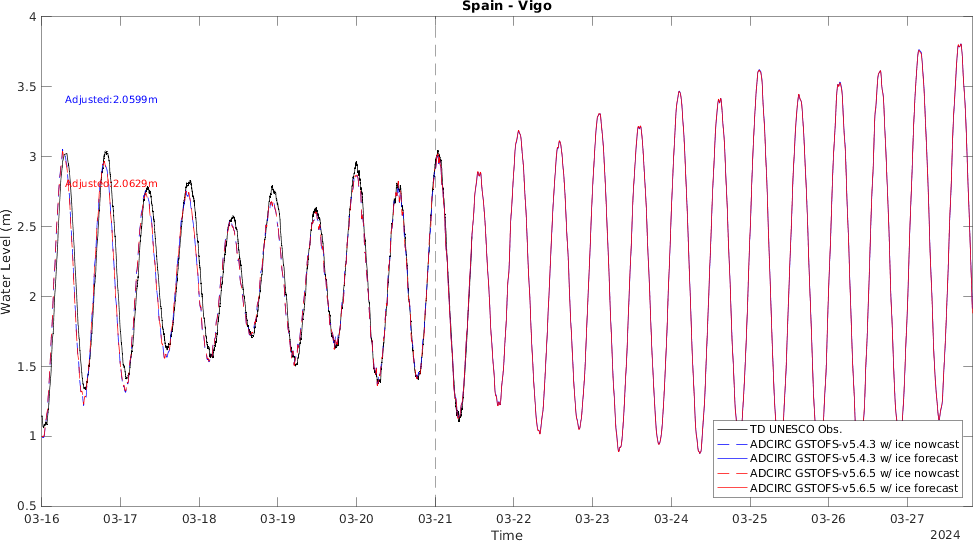 Spain - Vigo
4
3.5
3
2.5
2
1.5
1
0.5
Water Level (m)
Adjusted:2.0599m
Adjusted:2.0629m
TD UNESCO Obs.
ADCIRC GSTOFS-v5.4.3 w/ ice nowcast
ADCIRC GSTOFS-v5.4.3 w/ ice forecast
ADCIRC GSTOFS-v5.6.5 w/ ice nowcast
ADCIRC GSTOFS-v5.6.5 w/ ice forecast
03-16 03-17 03-18 03-19 03-20 03-21 03-22 03-23 03-24 03-25 03-26 03-27
Time
2024